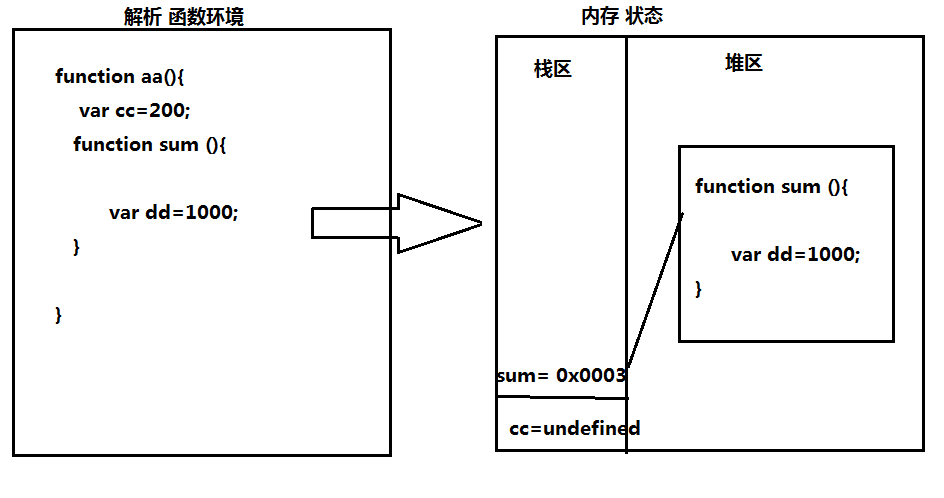 解析 函数环境
function aa(){
var cc=200;
function sum (){
var dd=1000;
}
}
内存 状态
栈区
堆区
function sum (){
var dd=1000;
}
sum= 0x0003
cc=undefined